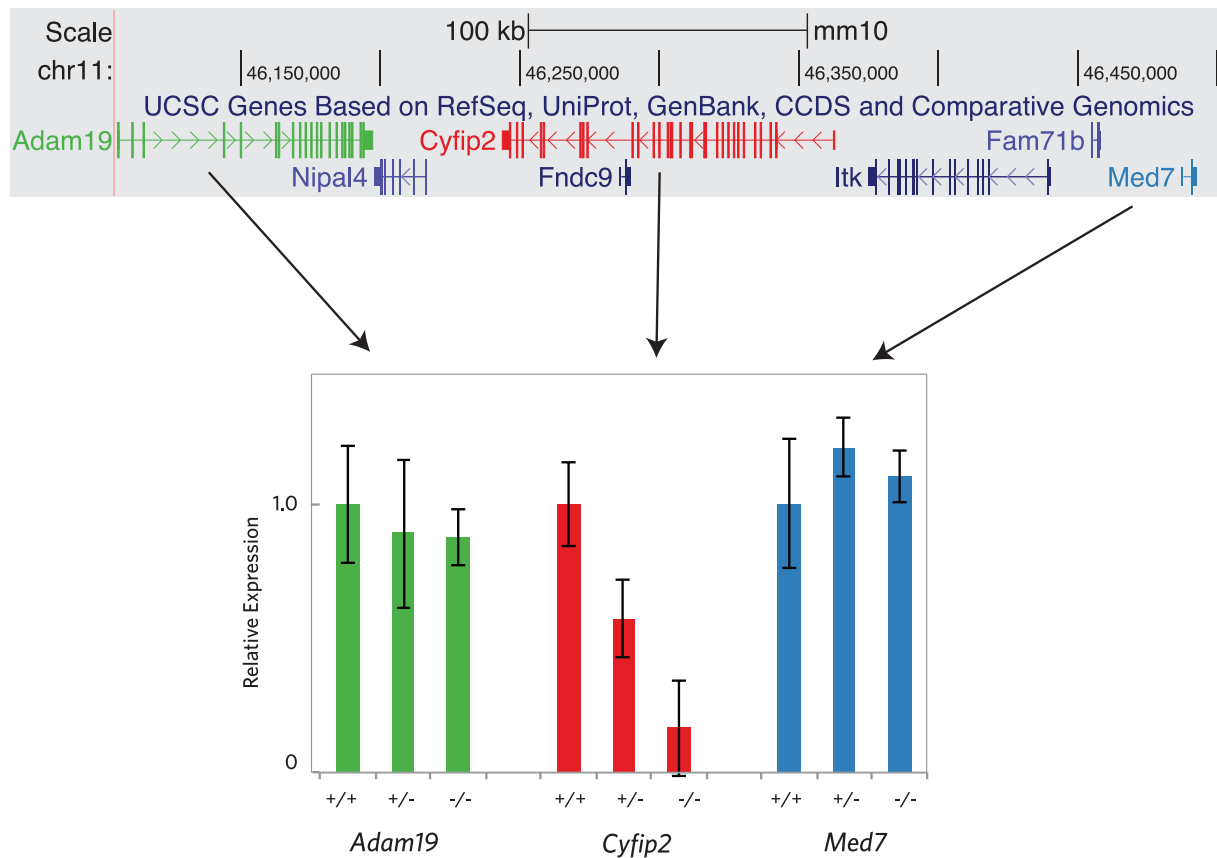 Scale 100 kb mm10
chr11: 46,150,000 46,250,000 46,350,000 46,450,000
UCSC Genes Based on RefSeq, UniProt, GenBank, CCDS and Comparative Genomics
Adam19 Cyfip2 Fam71b
Nipal4 Fndc9 Itk Med7
Relative Expression
1.0
0
+/+ +/- -/- +/+ +/- -/- +/+ +/- -/-
Adam19 Cyfip2 Med7